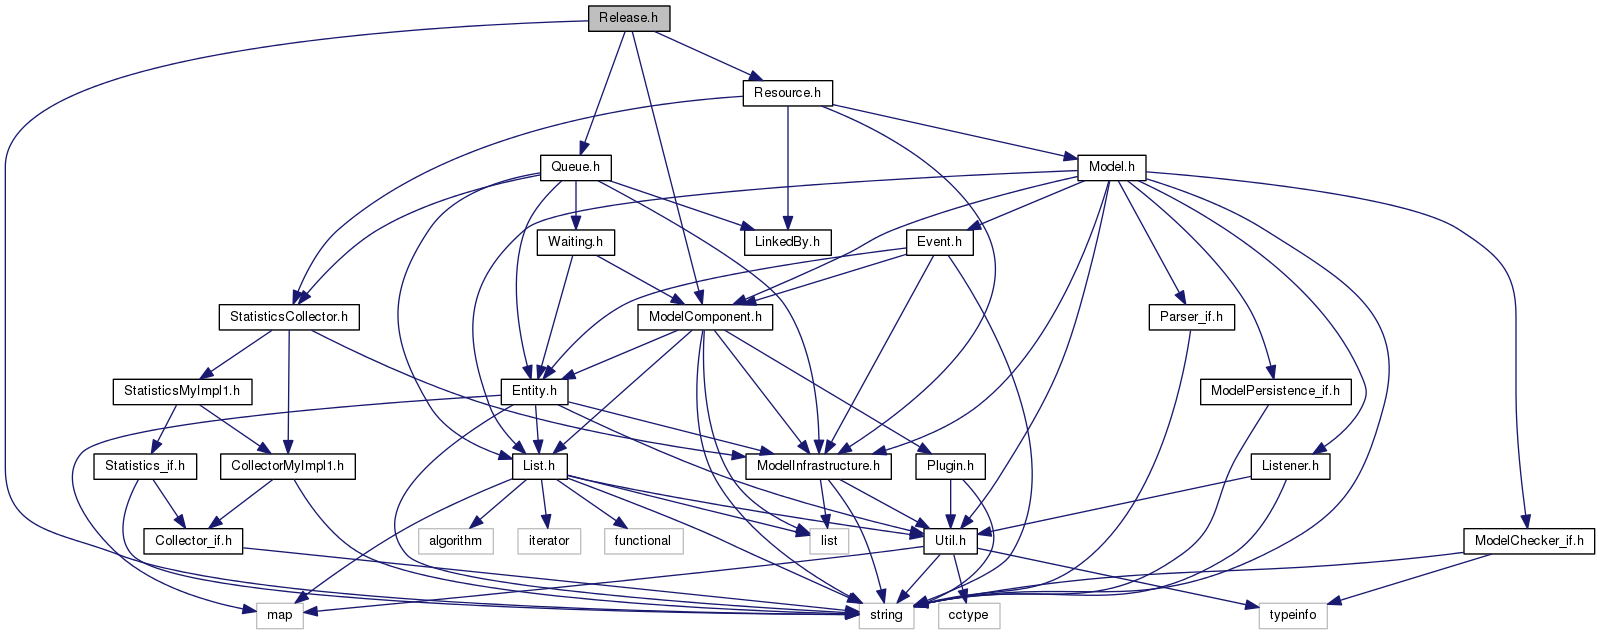 Release.h
Resource.h
Queue.h
Model.h
Waiting.h
LinkedBy.h
Event.h
StatisticsCollector.h
ModelComponent.h
Parser_if.h
StatisticsMyImpl1.h
Entity.h
ModelPersistence_if.h
Statistics_if.h
CollectorMyImpl1.h
List.h
ModelInfrastructure.h
Plugin.h
Listener.h
Collector_if.h
algorithm
iterator
functional
list
Util.h
ModelChecker_if.h
map
string
cctype
typeinfo